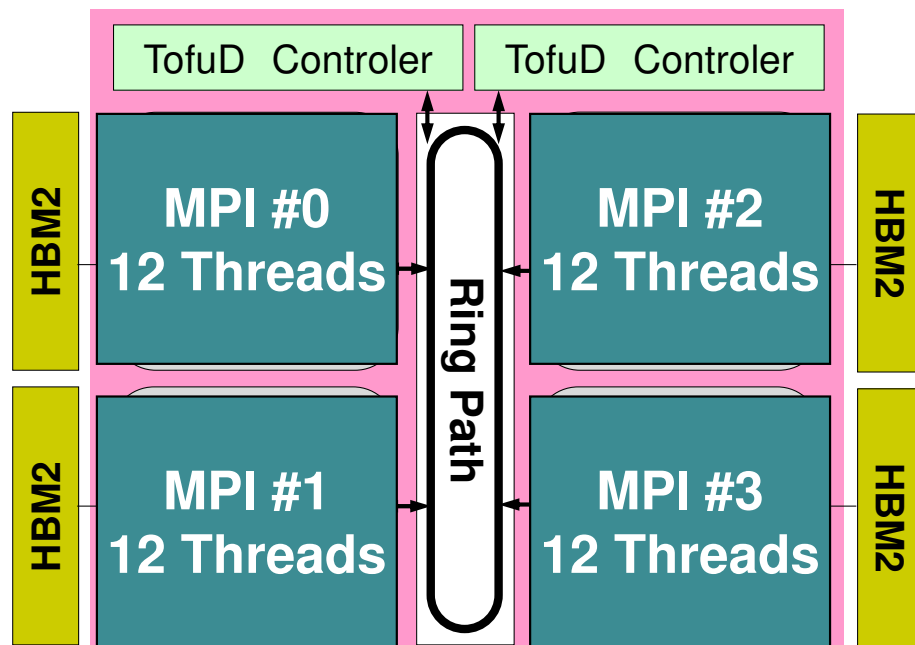 TofuD Controler
TofuD Controler
HBM2
MPI #0
12 Threads
MPI #2
12 Threads
HBM2
Ring Path
HBM2
MPI #1
12 Threads
MPI #3
12 Threads
HBM2